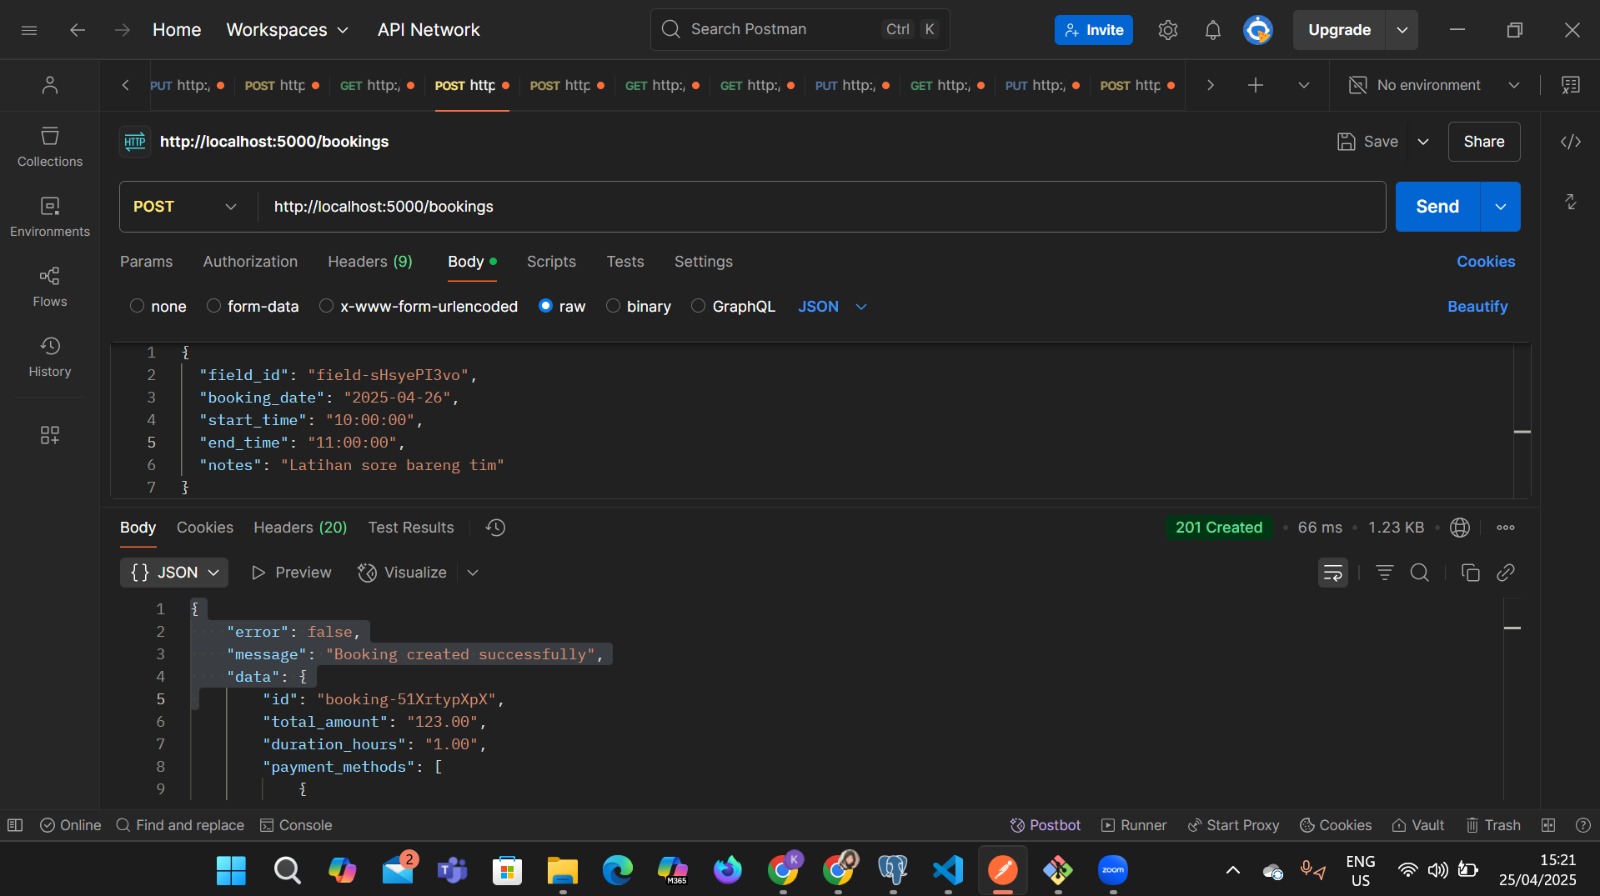 Home
Workspaces
API Network
Search Postman
Ctrl
K
Invite
Upgrade
PUT http:/
POST http
GET http:/
POST http
POST http
GET http:/
GET http:/
PUT http:/
GET http:/
PUT http:/
POST http
No environment
Collections
Environments
Flows
History
HTTP
http://localhost:5000/bookings
Save
Share
POST
http://localhost:5000/bookings
Send
Params
Authorization
Headers (9)
Body
Scripts
Tests
Settings
Cookies
none
form-data
x-www-form-urlencoded
raw
binary
GraphQL
JSON
Beautify
1 {
2 "field_id": "field-sHsyePI3vo",
3 "booking_date": "2025-04-26",
4 "start_time": "10:00:00",
5 "end_time": "11:00:00",
6 "notes": "Latihan sore bareng tim"
7 }
Body
Cookies
Headers (20)
Test Results
201 Created
66 ms
1.23 KB
{} JSON
Preview
Visualize
1 {
2 "error": false,
3 "message": "Booking created successfully",
4 "data": {
5 "id": "booking-51XrtypXpX",
6 "total_amount": "123.00",
7 "duration_hours": "1.00",
8 "payment_methods": [
9 {
Online
Find and replace
Console
Postbot
Runner
Start Proxy
Cookies
Vault
Trash
2
M365
K
zoom
ENG
US
15:21
25/04/2025